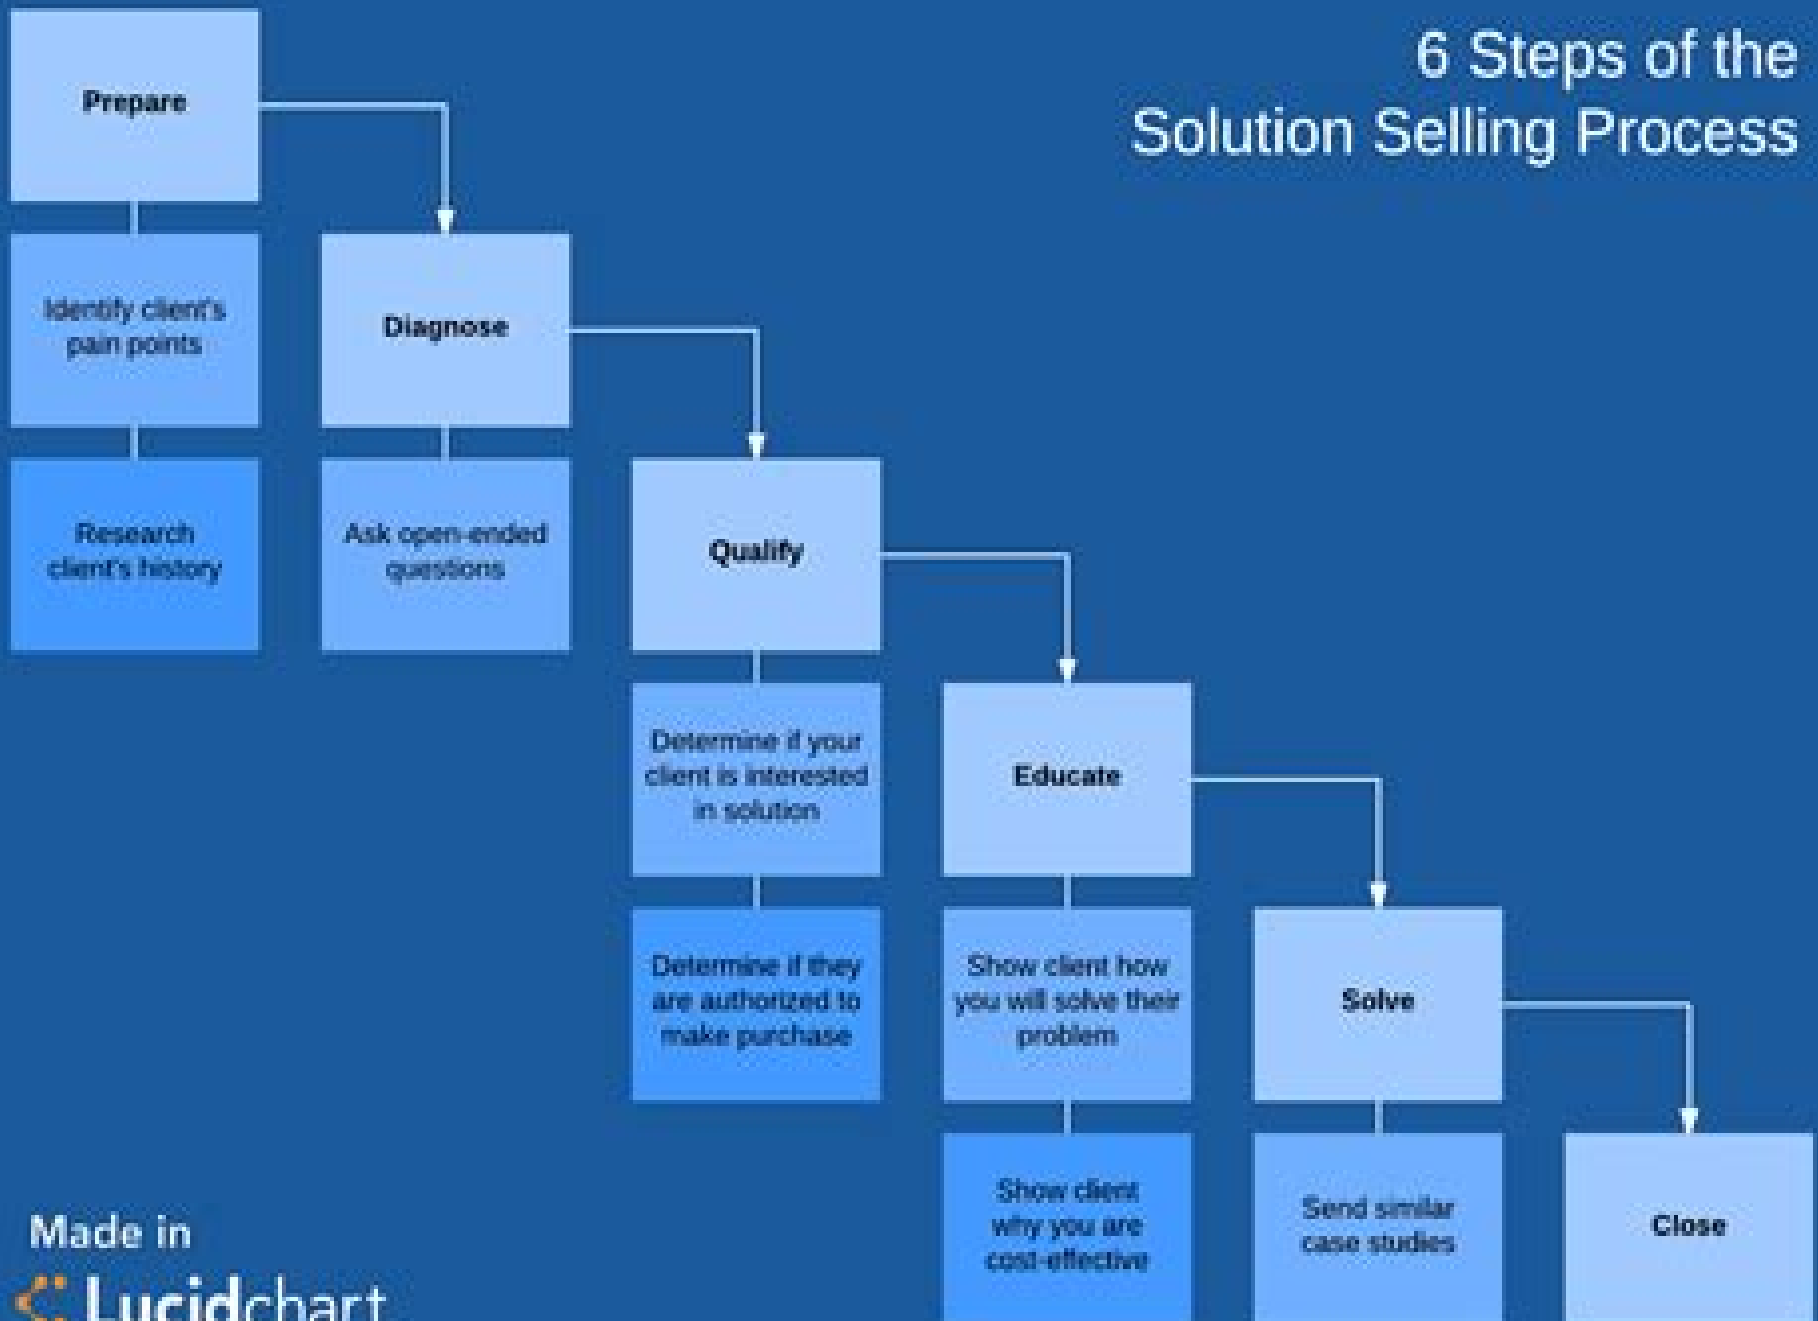 6 Steps of the
Solution Selling Process
Prepare
Identify client's
pain points
Research
client's history
Diagnose
Ask open-ended
questions
Qualify
Determine if your
client is interested
in solution
Determine if they
are authorized to
make purchase
Educate
Show client how
you will solve their
problem
Show client
why you are
cost-effective
Solve
Send similar
case studies
Close
Made in
Lucidchart